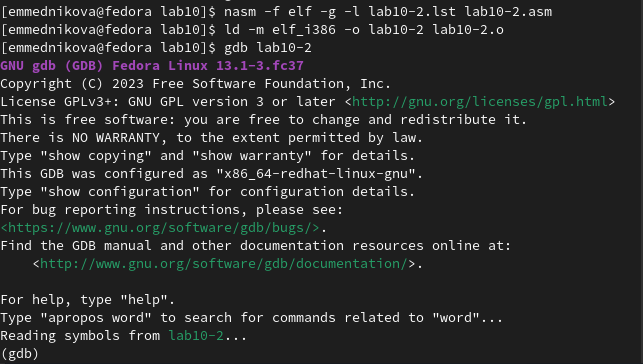 [emmednikova@fedora lab10]$ nasm -f elf -g -l lab10-2.lst lab10-2.asm
[emmednikova@fedora lab10]$ ld -m elf_i386 -o lab10-2 lab10-2.o
[emmednikova@fedora lab10]$ gdb lab10-2
GNU gdb (GDB) Fedora Linux 13.1-3.fc37
Copyright (C) 2023 Free Software Foundation, Inc.
License GPLv3+: GNU GPL version 3 or later <http://gnu.org/licenses/gpl.html>
This is free software: you are free to change and redistribute it.
There is NO WARRANTY, to the extent permitted by law.
Type "show copying" and "show warranty" for details.
This GDB was configured as "x86_64-redhat-linux-gnu".
Type "show configuration" for configuration details.
For bug reporting instructions, please see:
<https://www.gnu.org/software/gdb/bugs/>.
Find the GDB manual and other documentation resources online at:
    <http://www.gnu.org/software/gdb/documentation/>.

For help, type "help".
Type "apropos word" to search for commands related to "word"...
Reading symbols from lab10-2...
(gdb)